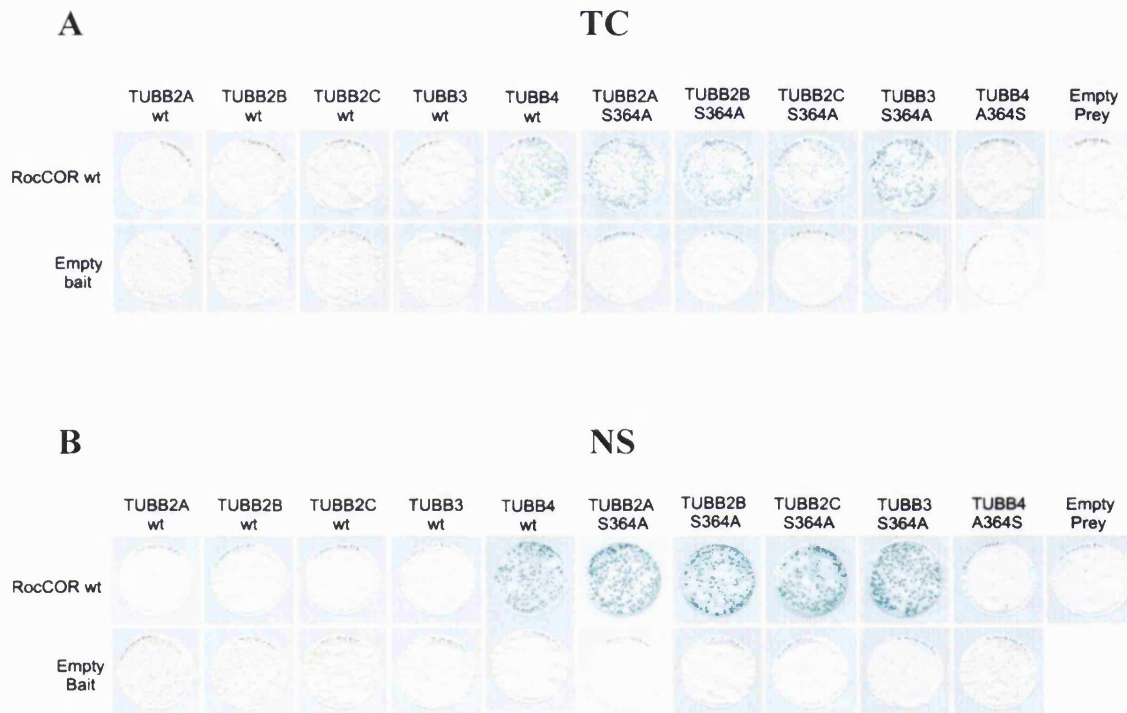 A
TC
TUBB2A wt
TUBB2B wt
TUBB2C wt
TUBB3 wt
TUBB4 wt
TUBB2A S364A
TUBB2B S364A
TUBB2C S364A
TUBB3 S364A
TUBB4 A364S
Empty Prey
RocCOR wt
Empty bait
B
NS
TUBB2A wt
TUBB2B wt
TUBB2C wt
TUBB3 wt
TUBB4 wt
TUBB2A S364A
TUBB2B S364A
TUBB2C S364A
TUBB3 S364A
TUBB4 A364S
Empty Prey
RocCOR wt
Empty Bait